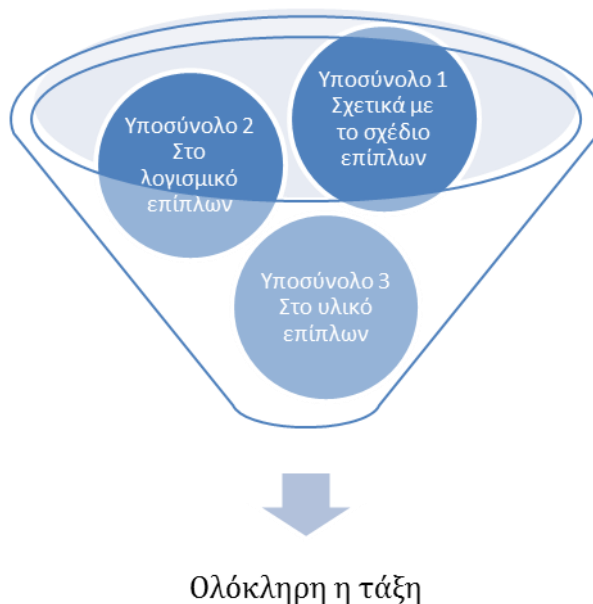 Υποσύνολο 1
Σχετικά με
το σχέδιο
επίπλων
Υποσύνολο 2
Στο
λογισμικό
επίπλων
Υποσύνολο 3
Στο υλικό
επίπλων
Ολόκληρη η τάξη